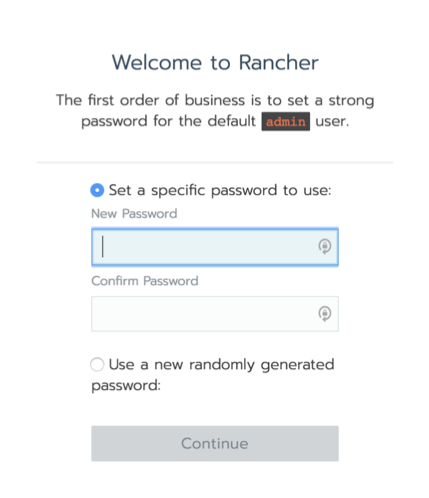 Welcome to Rancher
The first order of business is to set a strong
password for the default admin user.
Set a specific password to use:
New Password
Confirm Password
Use a new randomly generated
password:
Continue